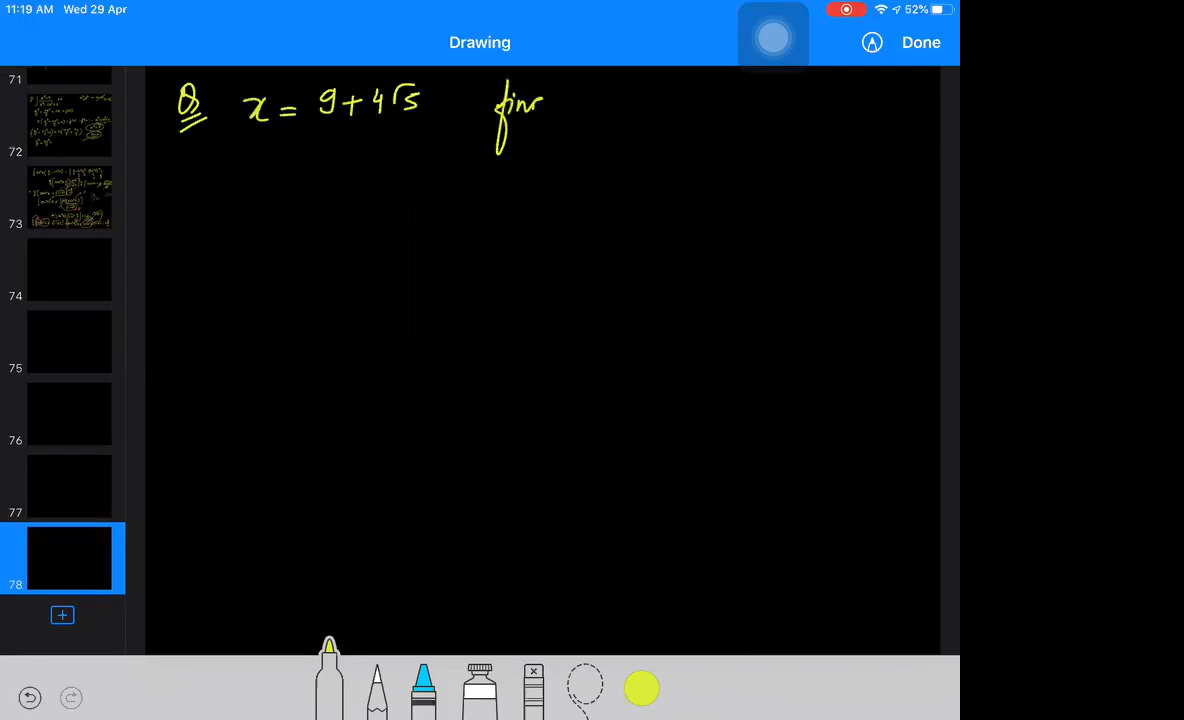 11:19 AM Wed 29 Apr
52%
Drawing
Done
71
72
73
74
75
76
77
78
Q x = 9+4√5 fin